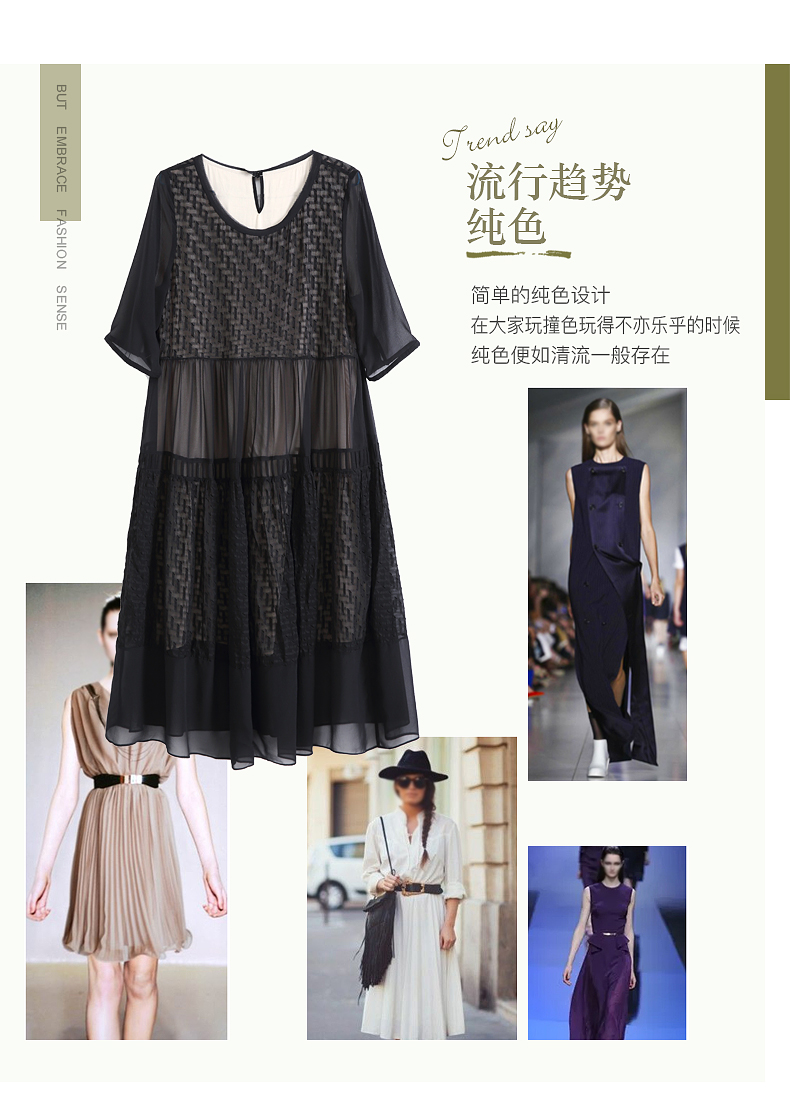 BUT EMBRACE FASHION SENSE
Trend say
流行趋势
纯色
简单的纯色设计
在大家玩撞色玩得不亦乐乎的时候
纯色便如清流一般存在